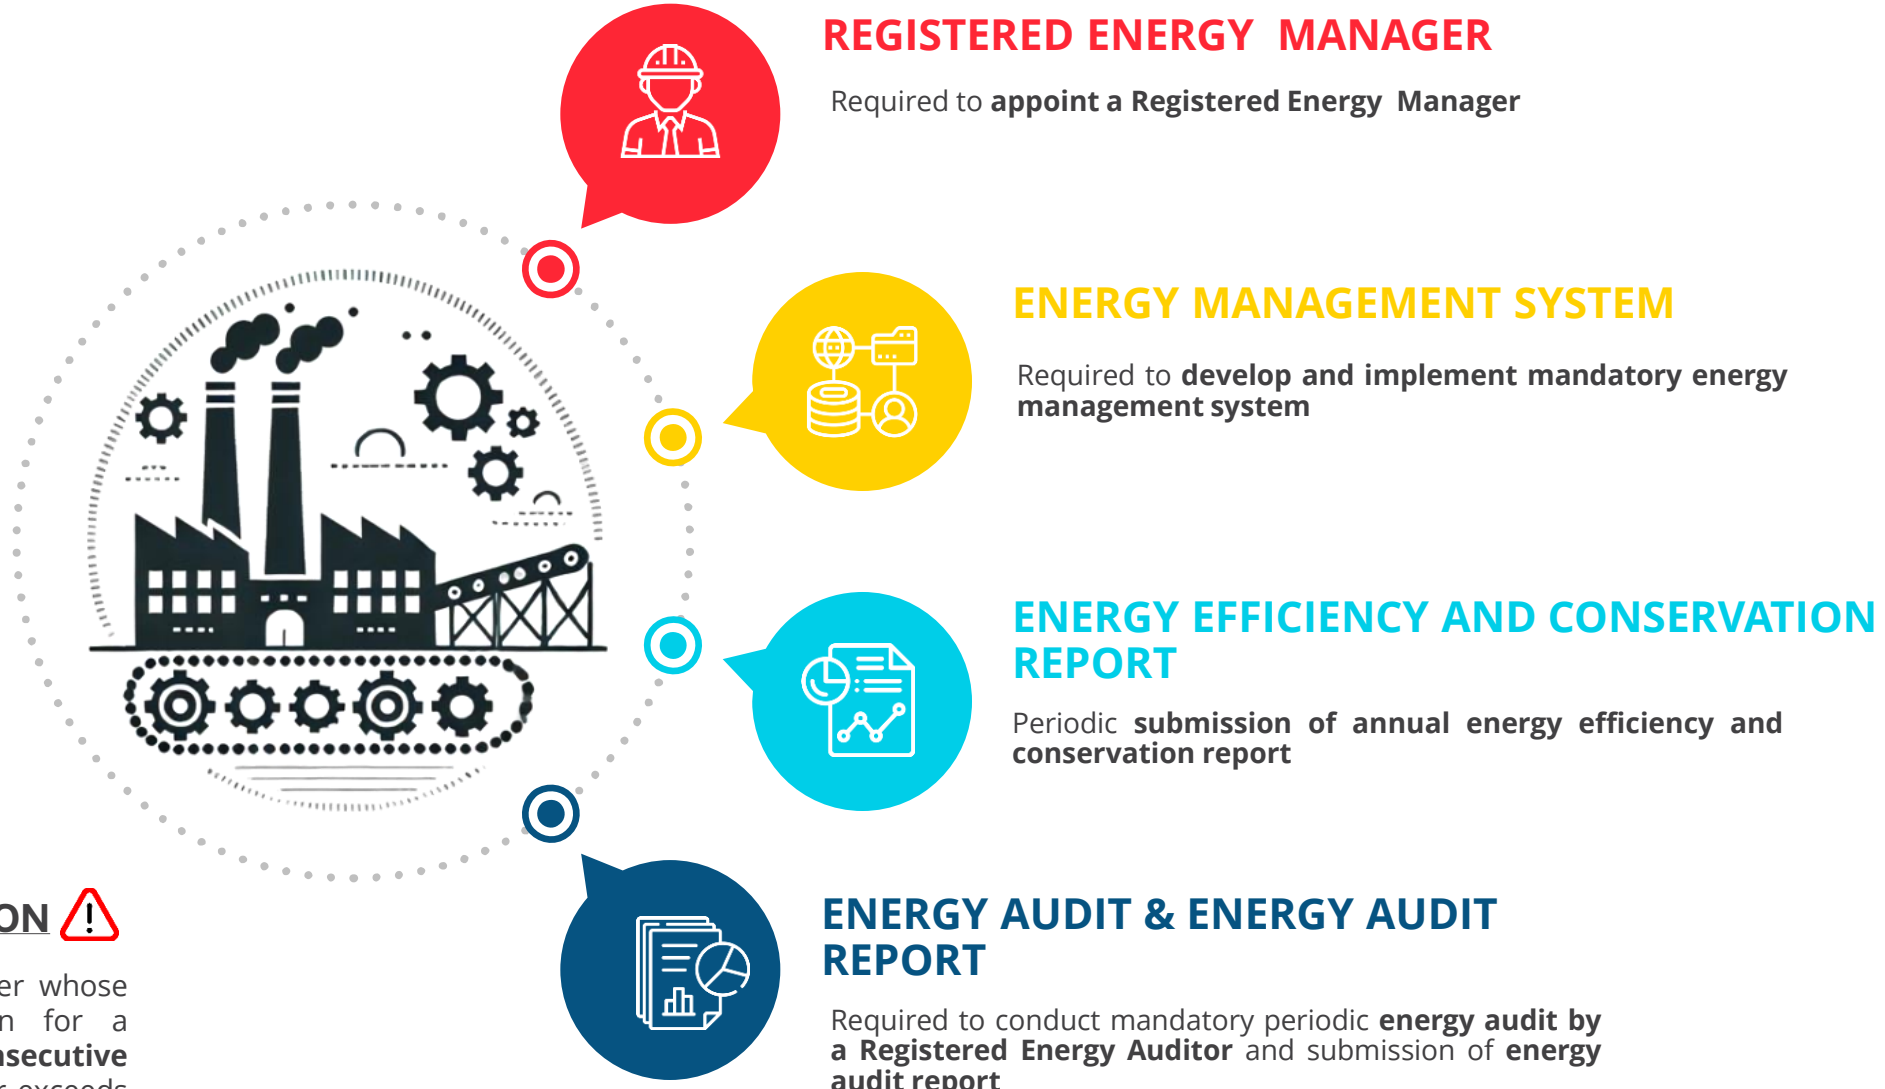 REGISTERED ENERGY MANAGER
Required to appoint a Registered Energy Manager
ENERGY MANAGEMENT SYSTEM
Required to develop and implement mandatory energy
management system
ENERGY EFFICIENCY AND CONSERVATION
REPORT
Periodic submission of annual energy efficiency and
conservation report
ENERGY AUDIT & ENERGY AUDIT
REPORT
Required to conduct mandatory periodic energy audit by
a Registered Energy Auditor and submission of energy
audit report
whose
for a
exceeds